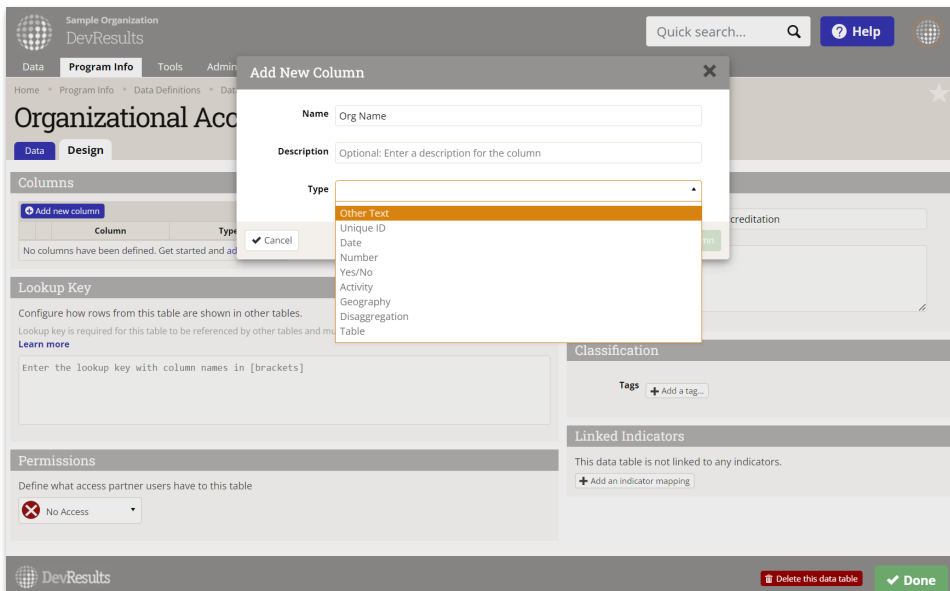 Sample Organization
DevResults
Quick search...
Help
Data
Program Info
Tools
Admin
Home
Program Info
Data Definitions
Organizational
Data
Design
Add New Column
Name
Org Name
Description
Optional: Enter a description for the column
Type
Other Text
Unique ID
Date
Number
Yes/No
Activity
Geography
Disaggregation
Table
Cancel
Columns
Add new column
Column
Type
No columns have been defined. Get started and
Lookup Key
Configure how rows from this table are shown in other tables.
Lookup key is required for this table to be referenced by other tables and
Learn more
Enter the lookup key with column names in [brackets]
Permissions
Define what access partner users have to this table
No Access
creditation
Classification
Tags
Add a tag...
Linked Indicators
This data table is not linked to any indicators.
Add an indicator mapping
DevResults
Delete this data table
Done